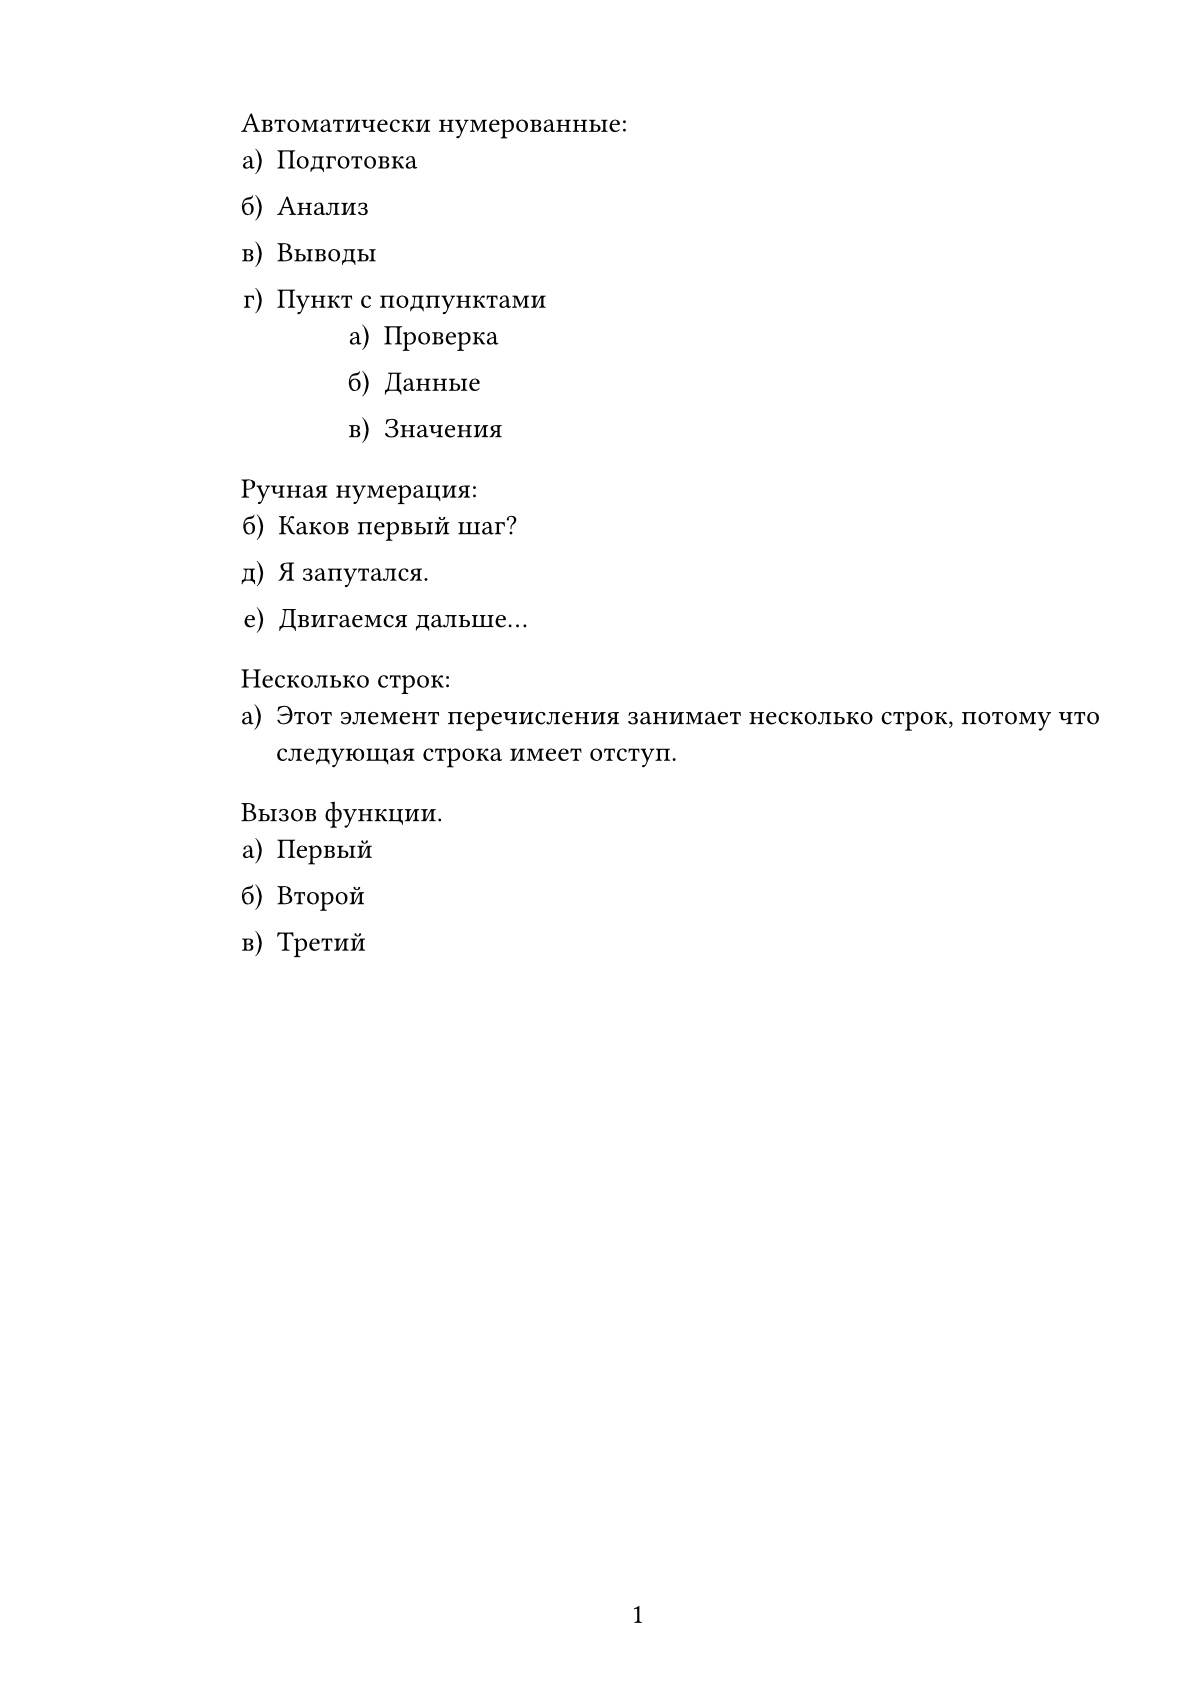 Автоматически нумерованные:
а) Подготовка
б) Анализ
в) Выводы
г) Пункт с подпунктами
а) Проверка
б) Данные
в) Значения
Ручная нумерация:
б) Каков первый шаг?
д) Я запутался.
е) Двигаемся дальше…
Несколько строк:
а) Этот элемент перечисления занимает несколько строк, потому что
следующая строка имеет отступ.
Вызов функции.
а) Первый
б) Второй
в) Третий
1